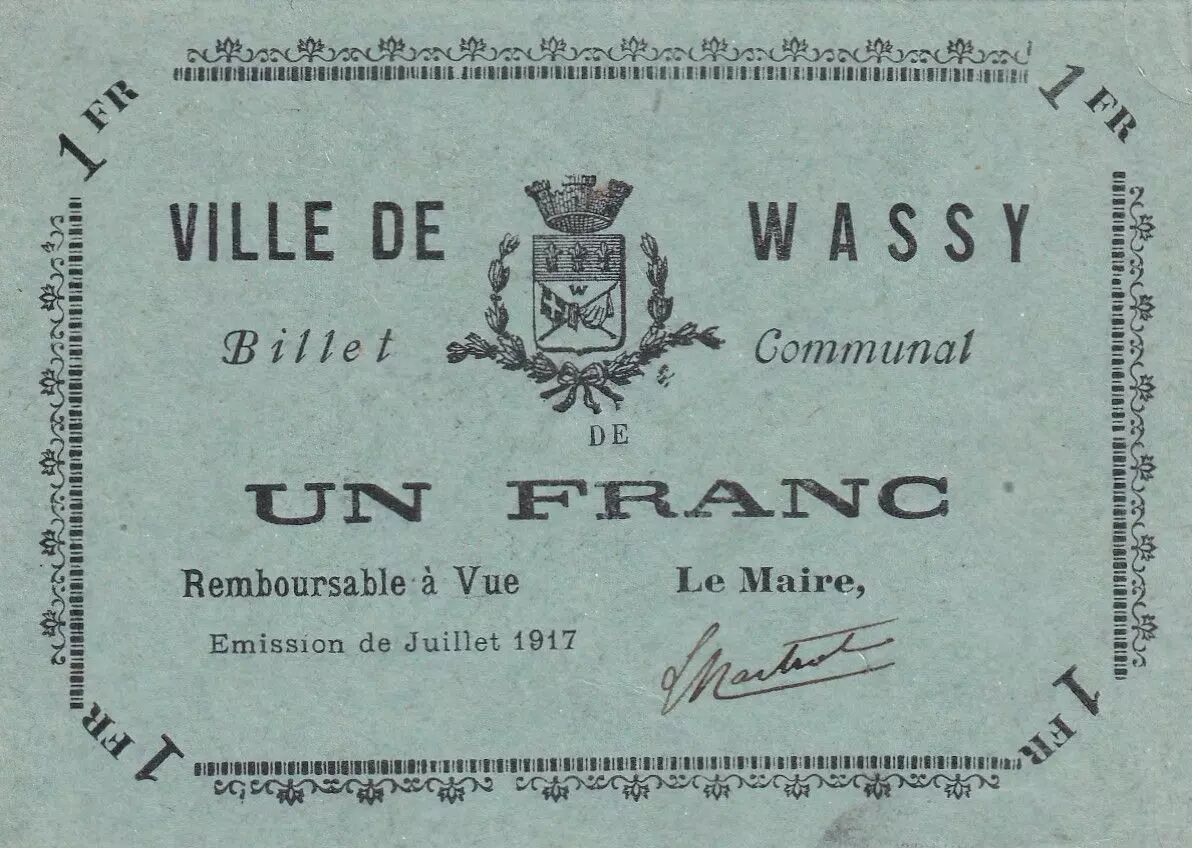 1 FR
1 FR
VILLE DE WASSY
W
Billet Communal
DE
UN FRANC
Remboursable à Vue
Le Maire,
Emission de Juillet 1917
1 FR
1 FR